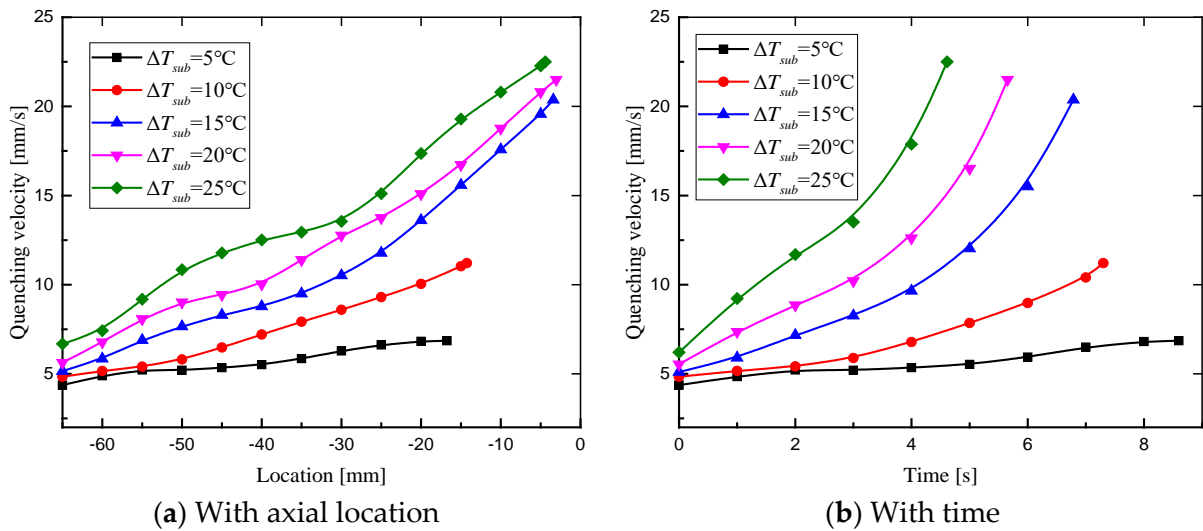 25
20
15
10
5
Quenching velocity [mm/s]
ΔTsub=5°C
ΔTsub=10°C
ΔTsub=15°C
ΔTsub=20°C
ΔTsub=25°C
-60 -50 -40 -30 -20 -10 0
Location [mm]
(a) With axial location
25
20
15
10
5
Quenching velocity [mm/s]
ΔTsub=5°C
ΔTsub=10°C
ΔTsub=15°C
ΔTsub=20°C
ΔTsub=25°C
0 2 4 6 8
Time [s]
(b) With time